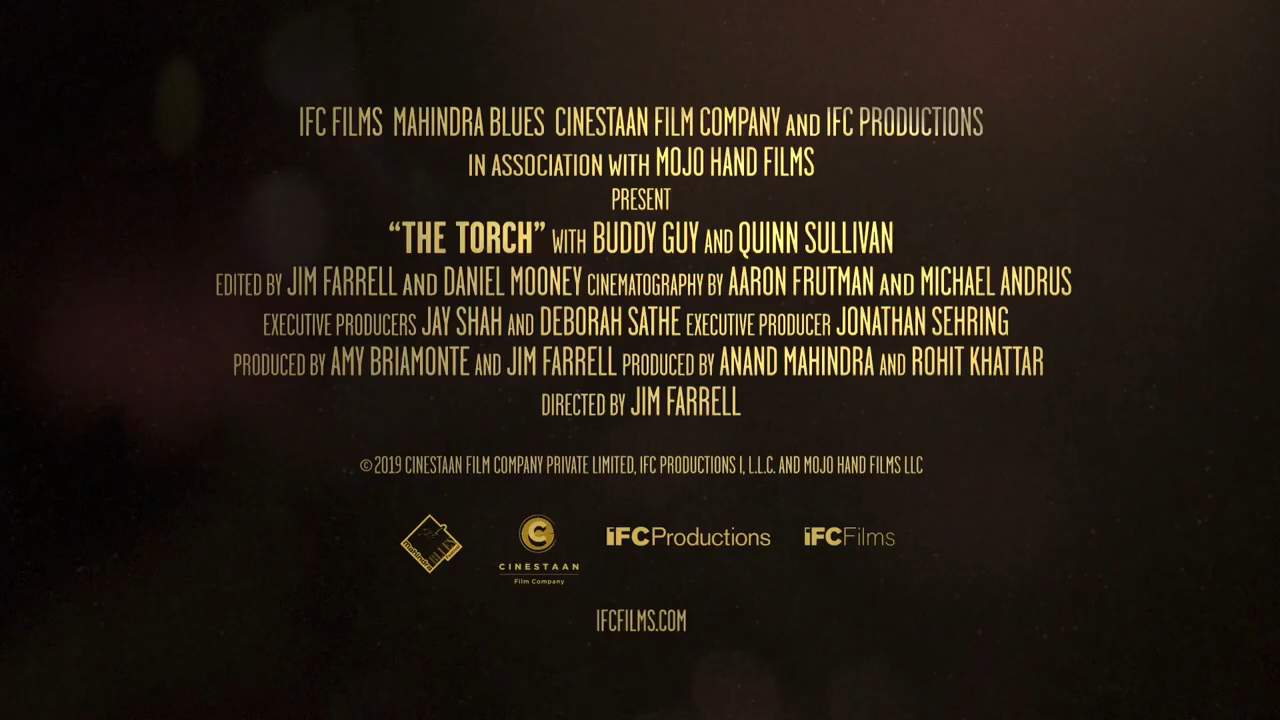 IFC FILMS MAHINDRA BLUES CINESTAAN FILM COMPANY AND IFC PRODUCTIONS
IN ASSOCIATION WITH MOJO HAND FILMS
PRESENT
“THE TORCH” WITH BUDDY GUY AND QUINN SULLIVAN
EDITED BY JIM FARRELL AND DANIEL MOONEY CINEMATOGRAPHY BY AARON FRUTMAN AND MICHAEL ANDRUS
EXECUTIVE PRODUCERS JAY SHAH AND DEBORAH SATHE EXECUTIVE PRODUCER JONATHAN SEHRING
PRODUCED BY AMY BRIAMONTE AND JIM FARRELL PRODUCED BY ANAND MAHINDRA AND ROHIT KHATTAR
DIRECTED BY JIM FARRELL
©2019 CINESTAAN FILM COMPANY PRIVATE LIMITED, IFC PRODUCTIONS I, L.L.C. AND MOJO HAND FILMS LLC
mahindra BLUES
C
CINESTAAN
Film Company
IFCProductions
IFCFilms
IFCFILMS.COM